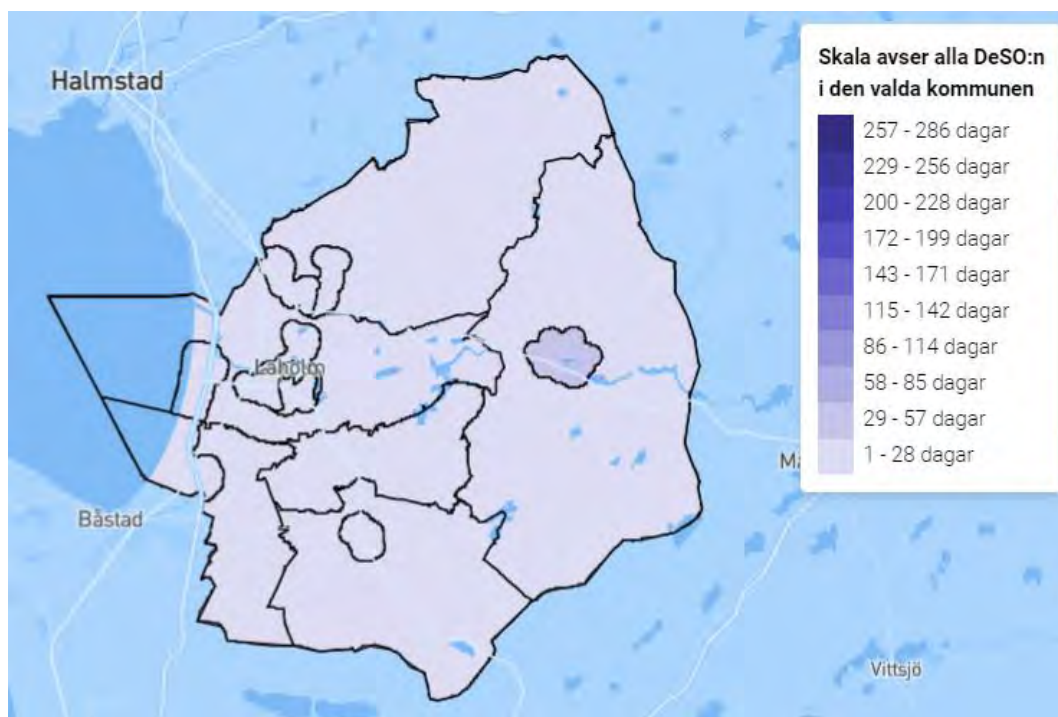 Halmstad
Laholm
Båstad
Vittsjö
Skala avser alla DeSO:n
i den valda kommunen
257 - 286 dagar
229 - 256 dagar
200 - 228 dagar
172 - 199 dagar
143 - 171 dagar
115 - 142 dagar
86 - 114 dagar
58 - 85 dagar
29 - 57 dagar
1 - 28 dagar